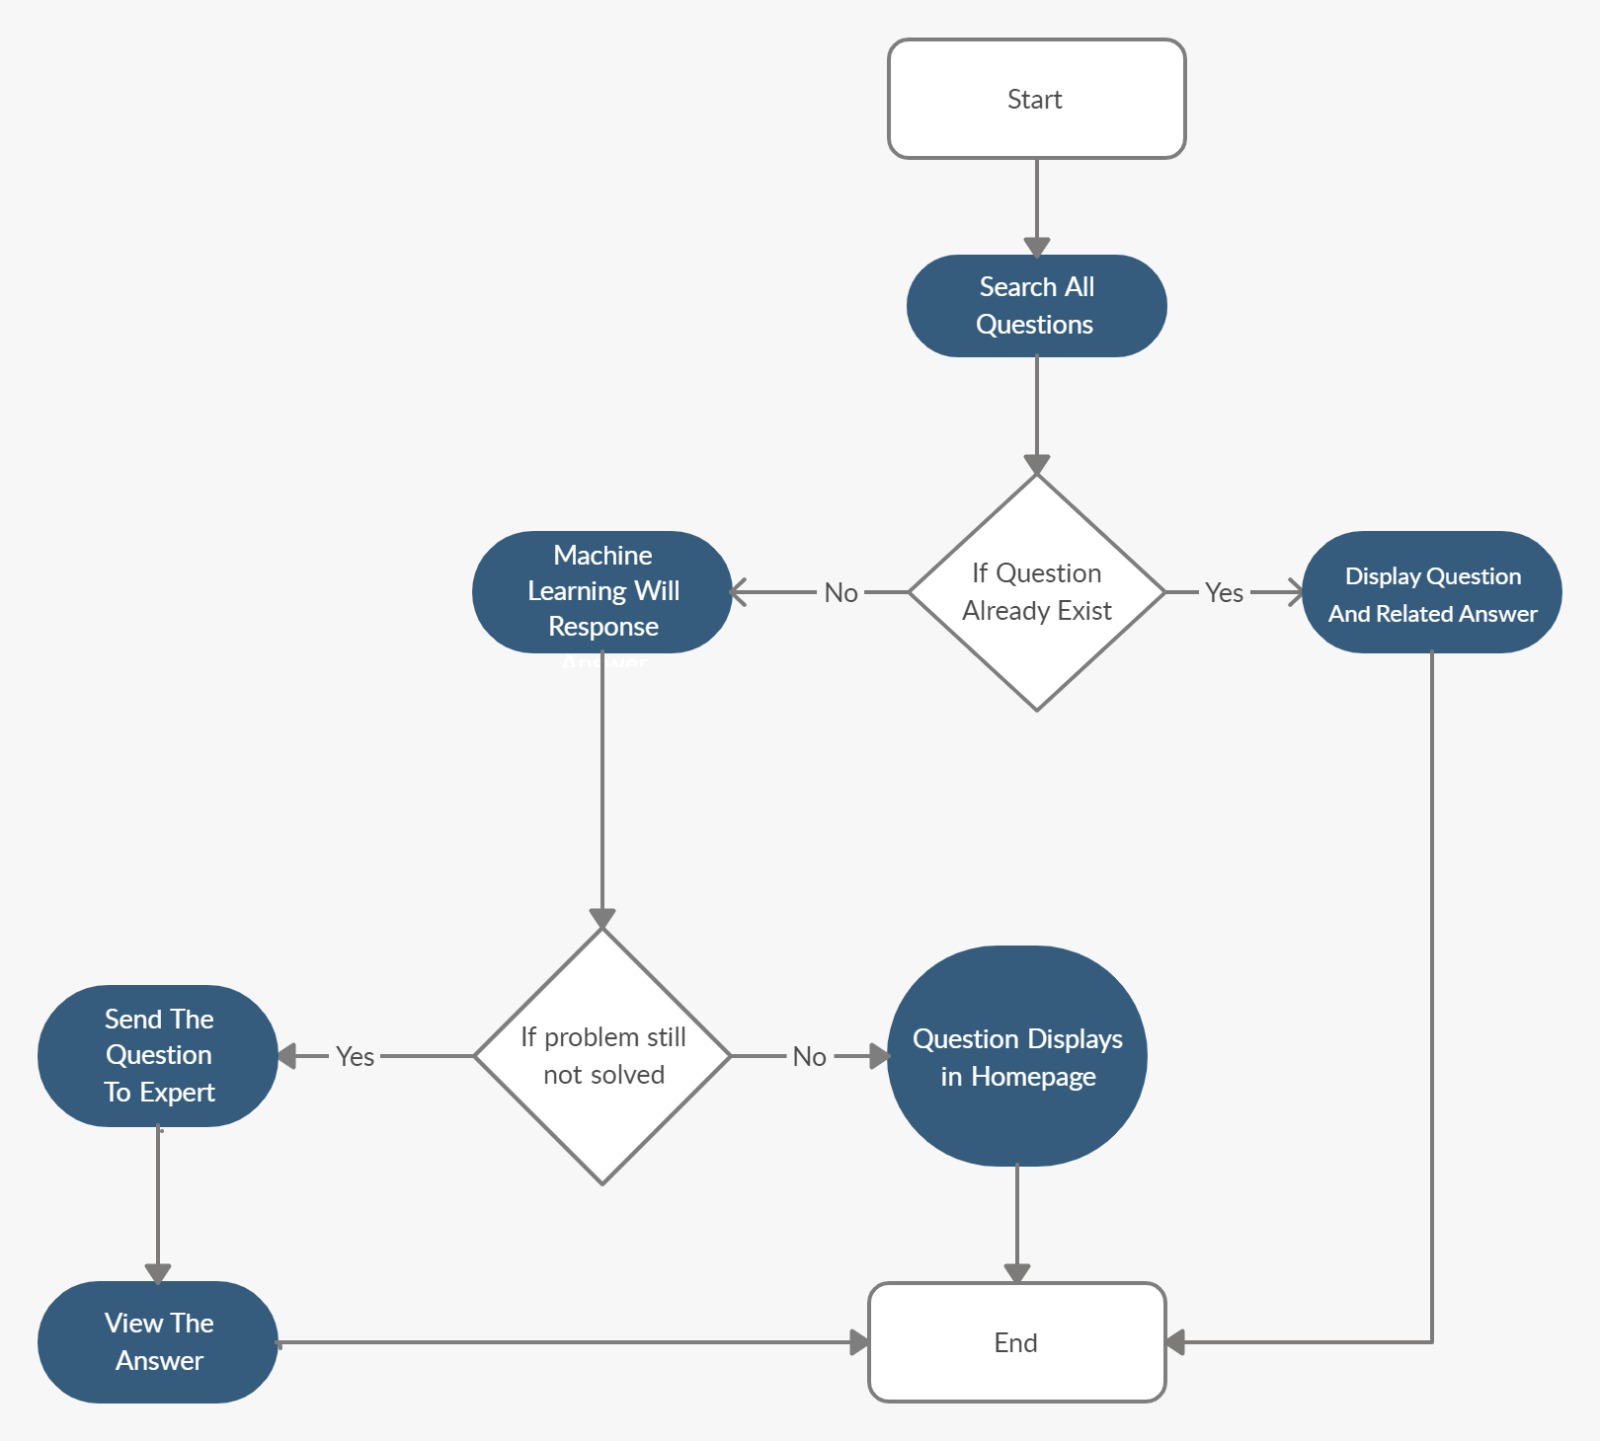 Start
Search All
Questions
If Question
Already Exist
No
Yes
Machine
Learning Will
Response
Answer
Display Question
And Related Answer
If problem still
not solved
Yes
No
Send The
Question
To Expert
Question Displays
in Homepage
View The
Answer
End